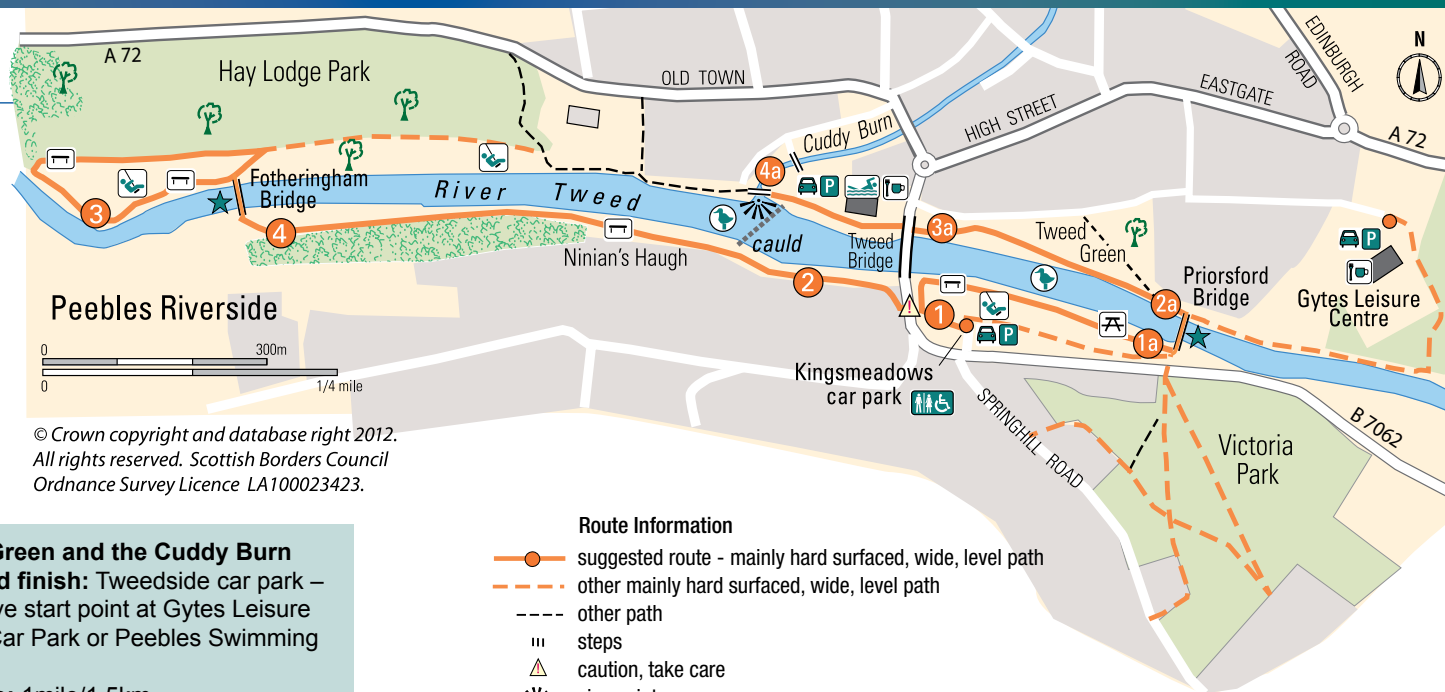 A 72
Hay Lodge Park
OLD TOWN
Cuddy Burn
HIGH STREET
EASTGATE
EDINBURGH
ROAD
N
A 72
4a
P
Fotheringham
Bridge
River Tweed
3
4
cauld
Tweed
Bridge
3a
Tweed
Green
P
Ninian's Haugh
2
Priorsford
Bridge
2a
Gytes Leisure
Centre
Peebles Riverside
1
P
1a
0 300m
0 1/4 mile
Kingsmeadows
car park
SPRINGHILL ROAD
B 7062
Victoria
Park
© Crown copyright and database right 2012.
All rights reserved. Scottish Borders Council
Ordnance Survey Licence LA100023423.
Green and the Cuddy Burn
d finish: Tweedside car park –
ve start point at Gytes Leisure
Car Park or Peebles Swimming
1mile/1.5km
Route Information
suggested route - mainly hard surfaced, wide, level path
other mainly hard surfaced, wide, level path
other path
steps
caution, take care